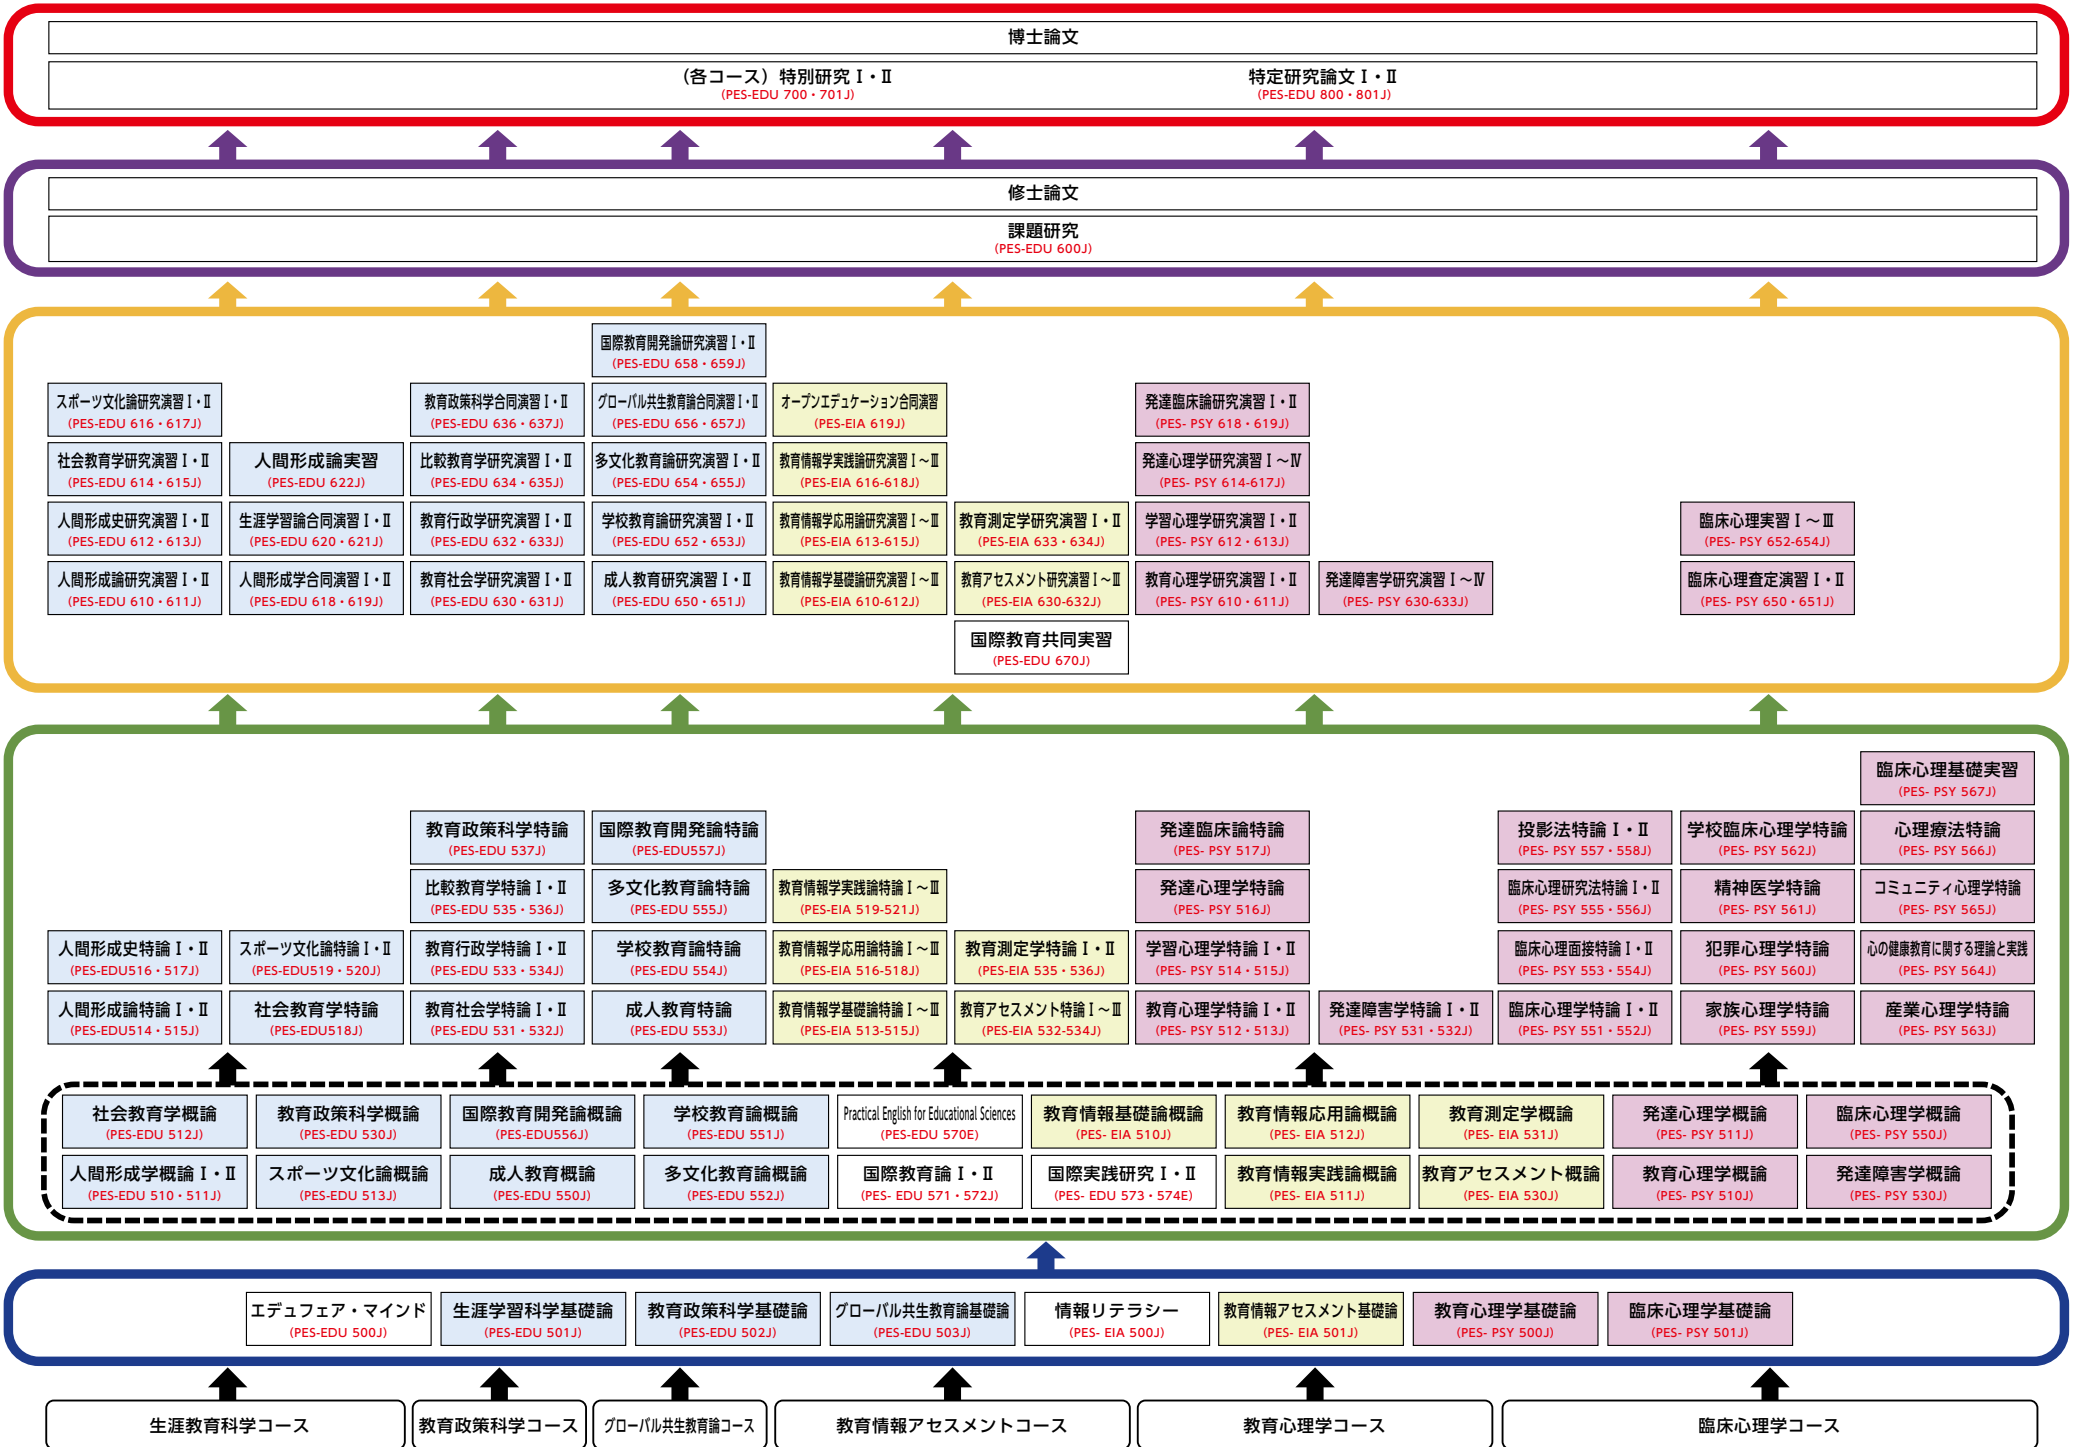 博士論文
（各コース）特別研究Ⅰ・Ⅱ
(PES-EDU 700・701J)
特定研究論文Ⅰ・Ⅱ
(PES-EDU 800・801J)
修士論文
課題研究
(PES-EDU 600J)
国際教育開発論研究演習Ⅰ・Ⅱ
(PES-EDU 658・659J)
スポーツ文化論研究演習Ⅰ・Ⅱ
(PES-EDU 616・617J)
教育政策科学合同演習Ⅰ・Ⅱ
(PES-EDU 636・637J)
グローバル共生教育論合同演習Ⅰ・Ⅱ
(PES-EDU 656・657J)
オープンエデュケーション合同演習
(PES-EIA 619J)
発達臨床論研究演習Ⅰ・Ⅱ
(PES- PSY 618・619J)
社会教育学研究演習Ⅰ・Ⅱ
(PES-EDU 614・615J)
人間形成論実習
(PES-EDU 622J)
比較教育学研究演習Ⅰ・Ⅱ
(PES-EDU 634・635J)
多文化教育論研究演習Ⅰ・Ⅱ
(PES-EDU 654・655J)
教育情報学実践論研究演習Ⅰ～Ⅲ
(PES-EIA 616-618J)
発達心理学研究演習Ⅰ～Ⅳ
(PES- PSY 614-617J)
人間形成史研究演習Ⅰ・Ⅱ
(PES-EDU 612・613J)
生涯学習論合同演習Ⅰ・Ⅱ
(PES-EDU 620・621J)
教育行政学研究演習Ⅰ・Ⅱ
(PES-EDU 632・633J)
学校教育論研究演習Ⅰ・Ⅱ
(PES-EDU 652・653J)
教育情報学応用論研究演習Ⅰ～Ⅲ
(PES-EIA 613-615J)
教育測定学研究演習Ⅰ・Ⅱ
(PES-EIA 633・634J)
学習心理学研究演習Ⅰ・Ⅱ
(PES- PSY 612・613J)
臨床心理実習Ⅰ～Ⅲ
(PES- PSY 652-654J)
人間形成論研究演習Ⅰ・Ⅱ
(PES-EDU 610・611J)
人間形成学合同演習Ⅰ・Ⅱ
(PES-EDU 618・619J)
教育社会学研究演習Ⅰ・Ⅱ
(PES-EDU 630・631J)
成人教育研究演習Ⅰ・Ⅱ
(PES-EDU 650・651J)
教育情報学基礎論研究演習Ⅰ～Ⅲ
(PES-EIA 610-612J)
教育アセスメント研究演習Ⅰ～Ⅲ
(PES-EIA 630-632J)
教育心理学研究演習Ⅰ・Ⅱ
(PES- PSY 610・611J)
発達障害学研究演習Ⅰ～Ⅳ
(PES- PSY 630-633J)
臨床心理査定演習Ⅰ・Ⅱ
(PES- PSY 650・651J)
国際教育共同実習
(PES-EDU 670J)
臨床心理基礎実習
(PES- PSY 567J)
教育政策科学特論
(PES-EDU 537J)
国際教育開発論特論
(PES-EDU557J)
発達臨床論特論
(PES- PSY 517J)
投影法特論Ⅰ・Ⅱ
(PES- PSY 557・558J)
学校臨床心理学特論
(PES- PSY 562J)
心理療法特論
(PES- PSY 566J)
比較教育学特論Ⅰ・Ⅱ
(PES-EDU 535・536J)
多文化教育論特論
(PES-EDU 555J)
教育情報学実践論特論Ⅰ～Ⅲ
(PES-EIA 519-521J)
発達心理学特論
(PES- PSY 516J)
臨床心理研究法特論Ⅰ・Ⅱ
(PES- PSY 555・556J)
精神医学特論
(PES- PSY 561J)
コミュニティ心理学特論
(PES- PSY 565J)
人間形成史特論Ⅰ・Ⅱ
(PES-EDU516・517J)
スポーツ文化論特論Ⅰ・Ⅱ
(PES-EDU519・520J)
教育行政学特論Ⅰ・Ⅱ
(PES-EDU 533・534J)
学校教育論特論
(PES-EDU 554J)
教育情報学応用論特論Ⅰ～Ⅲ
(PES-EIA 516-518J)
教育測定学特論Ⅰ・Ⅱ
(PES-EIA 535・536J)
学習心理学特論Ⅰ・Ⅱ
(PES- PSY 514・515J)
臨床心理面接特論Ⅰ・Ⅱ
(PES- PSY 553・554J)
犯罪心理学特論
(PES- PSY 560J)
心の健康教育に関する理論と実践
(PES- PSY 564J)
人間形成論特論Ⅰ・Ⅱ
(PES-EDU514・515J)
社会教育学特論
(PES-EDU518J)
教育社会学特論Ⅰ・Ⅱ
(PES-EDU 531・532J)
成人教育特論
(PES-EDU 553J)
教育情報学基礎論特論Ⅰ～Ⅲ
(PES-EIA 513-515J)
教育アセスメント特論Ⅰ～Ⅲ
(PES-EIA 532-534J)
教育心理学特論Ⅰ・Ⅱ
(PES- PSY 512・513J)
発達障害学特論Ⅰ・Ⅱ
(PES- PSY 531・532J)
臨床心理学特論Ⅰ・Ⅱ
(PES- PSY 551・552J)
家族心理学特論
(PES- PSY 559J)
産業心理学特論
(PES- PSY 563J)
社会教育学概論
(PES-EDU 512J)
教育政策科学概論
(PES-EDU 530J)
国際教育開発論概論
(PES-EDU556J)
学校教育論概論
(PES-EDU 551J)
Practical English for Educational Sciences
(PES-EDU 570E)
教育情報基礎論概論
(PES- EIA 510J)
教育情報応用論概論
(PES- EIA 512J)
教育測定学概論
(PES- EIA 531J)
発達心理学概論
(PES- PSY 511J)
臨床心理学概論
(PES- PSY 550J)
人間形成学概論Ⅰ・Ⅱ
(PES-EDU 510・511J)
スポーツ文化論概論
(PES-EDU 513J)
成人教育概論
(PES-EDU 550J)
多文化教育論概論
(PES-EDU 552J)
国際教育論Ⅰ・Ⅱ
(PES- EDU 571・572J)
国際実践研究Ⅰ・Ⅱ
(PES- EDU 573・574E)
教育情報実践論概論
(PES- EIA 511J)
教育アセスメント概論
(PES- EIA 530J)
教育心理学概論
(PES- PSY 510J)
発達障害学概論
(PES- PSY 530J)
エデュフェア・マインド
(PES-EDU 500J)
生涯学習科学基礎論
(PES-EDU 501J)
教育政策科学基礎論
(PES-EDU 502J)
グローバル共生教育論基礎論
(PES-EDU 503J)
情報リテラシー
(PES- EIA 500J)
教育情報アセスメント基礎論
(PES- EIA 501J)
教育心理学基礎論
(PES- PSY 500J)
臨床心理学基礎論
(PES- PSY 501J)
生涯教育科学コース
教育政策科学コース
グローバル共生教育論コース
教育情報アセスメントコース
教育心理学コース
臨床心理学コース